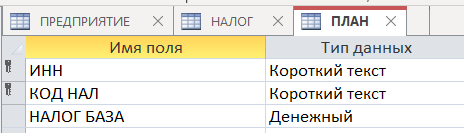 ПРЕДПРИЯТИЕ НАЛОГ ПЛАН
Имя поля Тип данных
ИНН Короткий текст
КОД НАЛ Короткий текст
НАЛОГ БАЗА Денежный